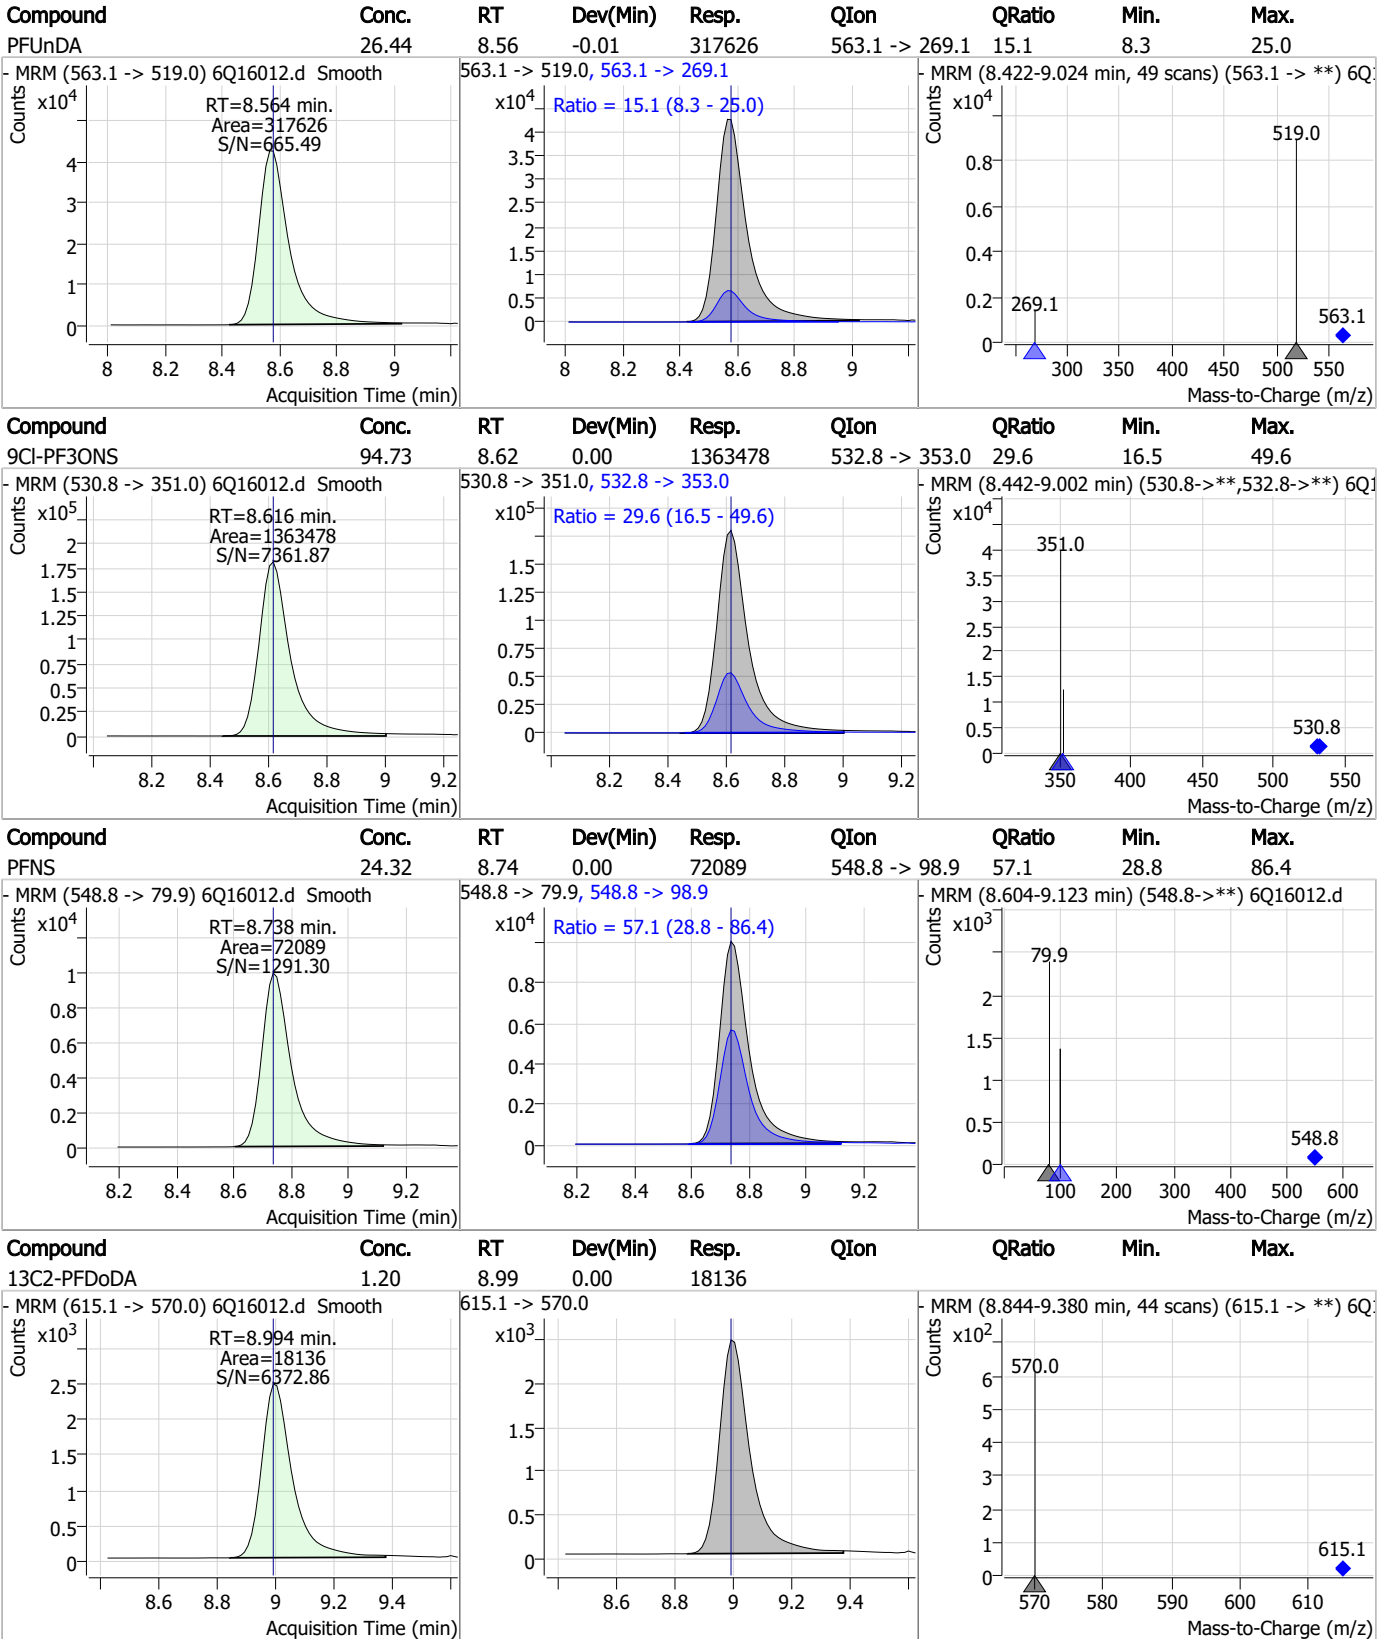 Compound Conc. RT Dev(Min) Resp. QIon QRatio Min. Max.
PFUnDA 26.44 8.56 -0.01 317626 563.1 -> 269.1 15.1 8.3 25.0
- MRM (563.1 -> 519.0) 6Q16012.d Smooth
Counts
x10⁴
RT=8.564 min.
Area=317626
S/N=665.49
4
3
2
1
0
8 8.2 8.4 8.6 8.8 9
Acquisition Time (min)
563.1 -> 519.0, 563.1 -> 269.1
x10⁴
Ratio = 15.1 (8.3 - 25.0)
4
3.5
3
2.5
2
1.5
1
0.5
0
8 8.2 8.4 8.6 8.8 9
- MRM (8.422-9.024 min, 49 scans) (563.1 -> **) 6Q1
Counts
x10⁴
519.0
0.8
0.6
0.4
0.2
0
269.1
563.1
300 350 400 450 500 550
Mass-to-Charge (m/z)
Compound Conc. RT Dev(Min) Resp. QIon QRatio Min. Max.
9Cl-PF3ONS 94.73 8.62 0.00 1363478 532.8 -> 353.0 29.6 16.5 49.6
- MRM (530.8 -> 351.0) 6Q16012.d Smooth
Counts
x10⁵
RT=8.616 min.
Area=1363478
S/N=7361.87
2
1.75
1.5
1.25
1
0.75
0.5
0.25
0
8.2 8.4 8.6 8.8 9 9.2
Acquisition Time (min)
530.8 -> 351.0, 532.8 -> 353.0
x10⁵
Ratio = 29.6 (16.5 - 49.6)
1.5
1.25
1
0.75
0.5
0.25
0
8.2 8.4 8.6 8.8 9 9.2
- MRM (8.442-9.002 min) (530.8->**,532.8->**) 6Q1
Counts
x10⁴
351.0
4
3.5
3
2.5
2
1.5
1
0.5
0
530.8
350 400 450 500 550
Mass-to-Charge (m/z)
Compound Conc. RT Dev(Min) Resp. QIon QRatio Min. Max.
PFNS 24.32 8.74 0.00 72089 548.8 -> 98.9 57.1 28.8 86.4
- MRM (548.8 -> 79.9) 6Q16012.d Smooth
Counts
x10⁴
RT=8.738 min.
Area=72089
S/N=1291.30
1
0.8
0.6
0.4
0.2
0
8.2 8.4 8.6 8.8 9 9.2
Acquisition Time (min)
548.8 -> 79.9, 548.8 -> 98.9
x10⁴
Ratio = 57.1 (28.8 - 86.4)
1
0.8
0.6
0.4
0.2
0
8.2 8.4 8.6 8.8 9 9.2
- MRM (8.604-9.123 min) (548.8->**) 6Q16012.d
Counts
x10³
79.9
2
1.5
1
0.5
0
548.8
100 200 300 400 500 600
Mass-to-Charge (m/z)
Compound Conc. RT Dev(Min) Resp. QIon QRatio Min. Max.
13C2-PFDoDA 1.20 8.99 0.00 18136
- MRM (615.1 -> 570.0) 6Q16012.d Smooth
Counts
x10³
RT=8.994 min.
Area=18136
S/N=6372.86
2.5
2
1.5
1
0.5
0
8.6 8.8 9 9.2 9.4
Acquisition Time (min)
615.1 -> 570.0
x10³
2
1.5
1
0.5
0
8.6 8.8 9 9.2 9.4
- MRM (8.844-9.380 min, 44 scans) (615.1 -> **) 6Q1
Counts
x10²
570.0
6
5
4
3
2
1
0
615.1
570 580 590 600 610
Mass-to-Charge (m/z)